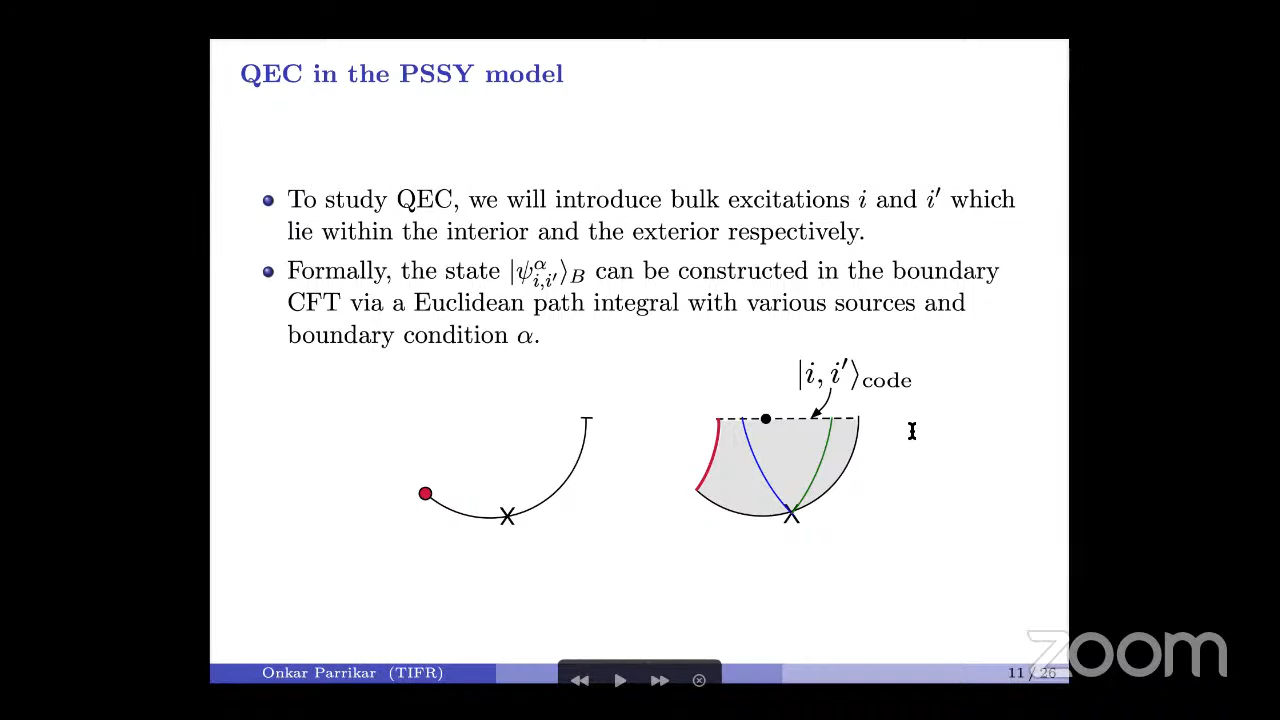 QEC in the PSSY model
To study QEC, we will introduce bulk excitations i and i′ which
lie within the interior and the exterior respectively.
Formally, the state |ψ^α_{i,i′}⟩_B can be constructed in the boundary
CFT via a Euclidean path integral with various sources and
boundary condition α.
|i, i′⟩_code
X
X
Onkar Parrikar (TIFR)
11 / 26
zoom